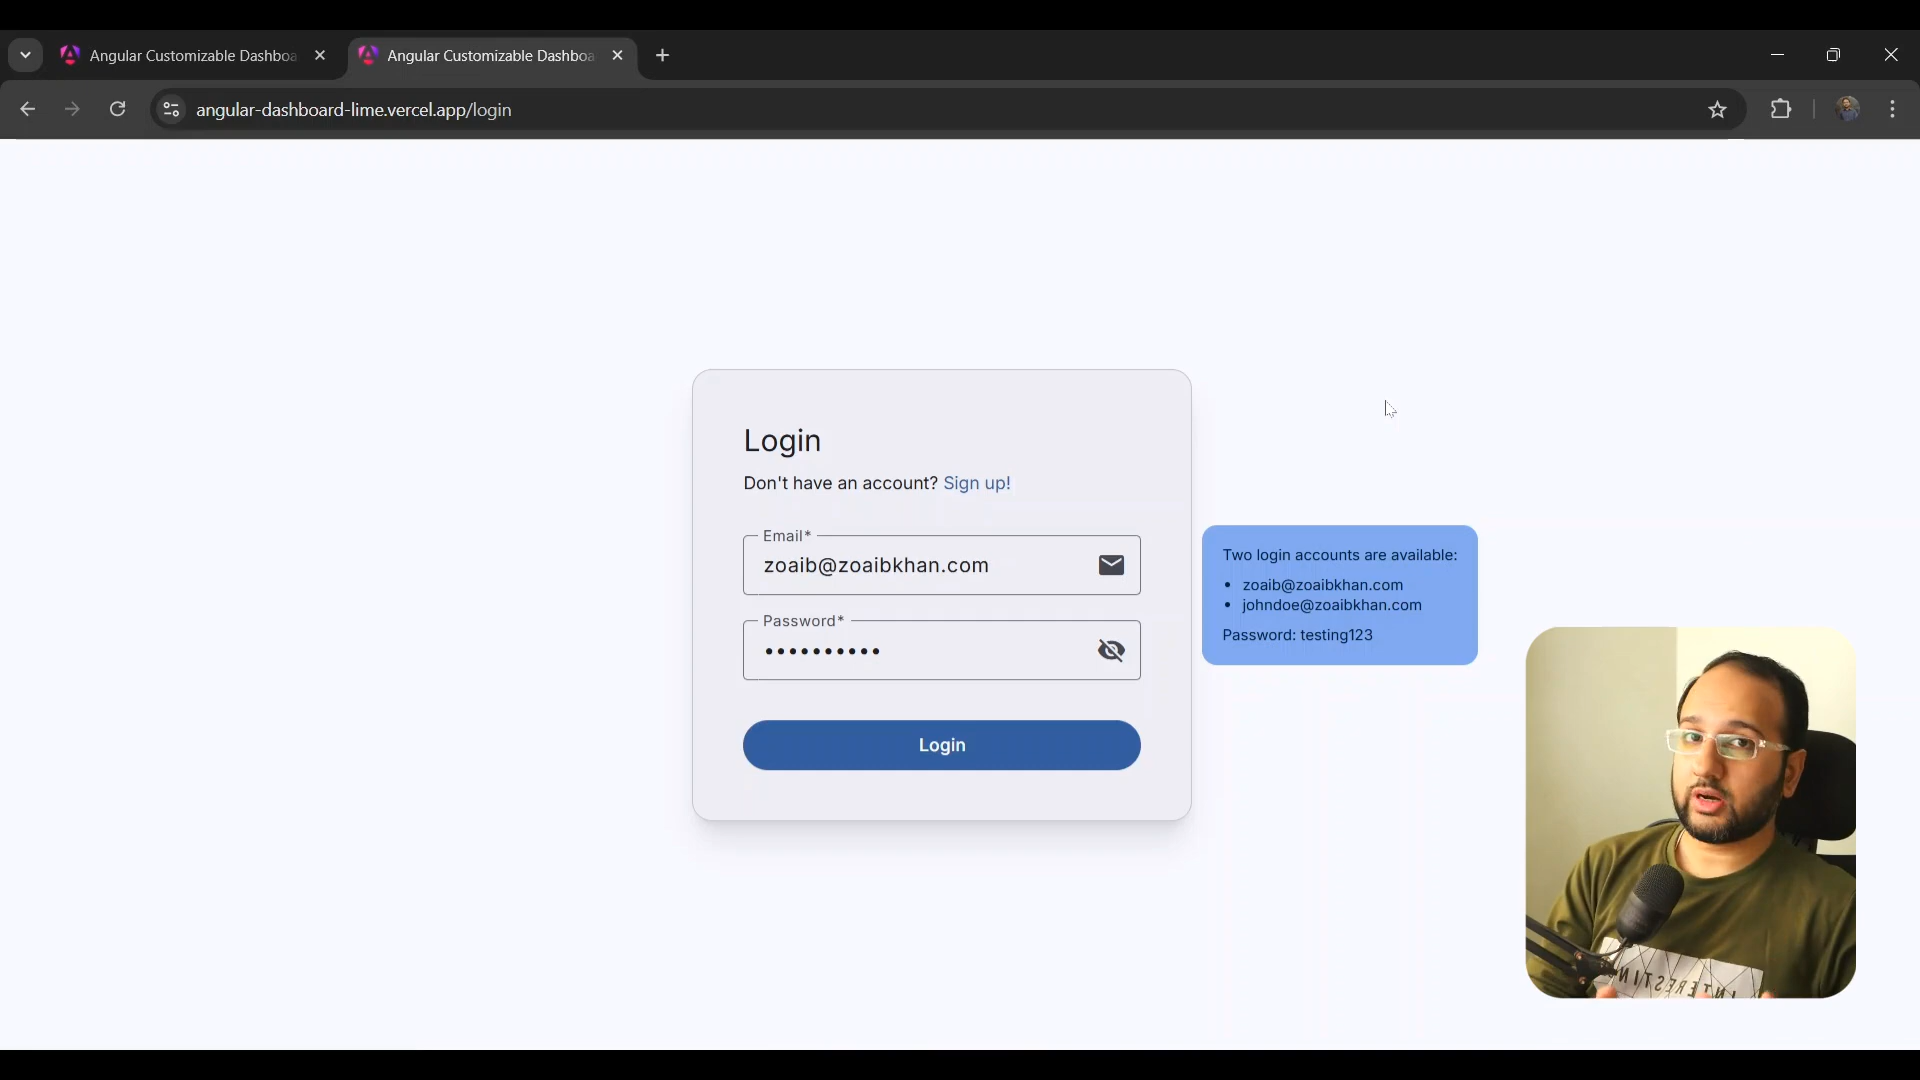 Angular Customizable Dashboa
Angular Customizable Dashboa
angular-dashboard-lime.vercel.app/login
Login
Don't have an account? Sign up!
Email*
zoaib@zoaibkhan.com
Password*
••••••••••
Login
Two login accounts are available:
• zoaib@zoaibkhan.com
• johndoe@zoaibkhan.com
Password: testing123
INTERESTIN